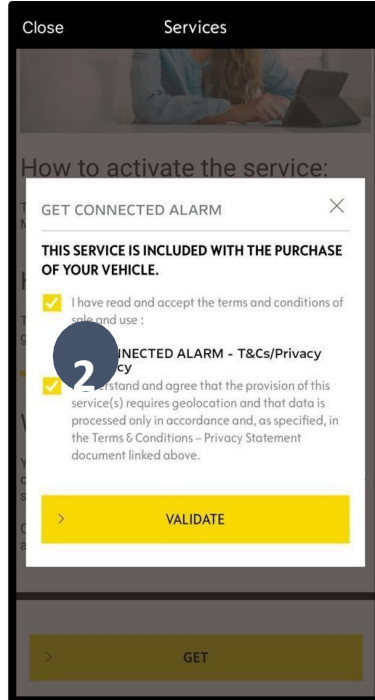 Close Services
How to activate the service:
GET CONNECTED ALARM
THIS SERVICE IS INCLUDED WITH THE PURCHASE
OF YOUR VEHICLE.
I have read and accept the terms and conditions of
sale and use :
NECTED ALARM - T&Cs/Privacy
cy
2
stand and agree that the provision of this
service(s) requires geolocation and that data is
processed only in accordance and, as specified, in
the Terms & Conditions – Privacy Statement
document linked above.
VALIDATE
GET